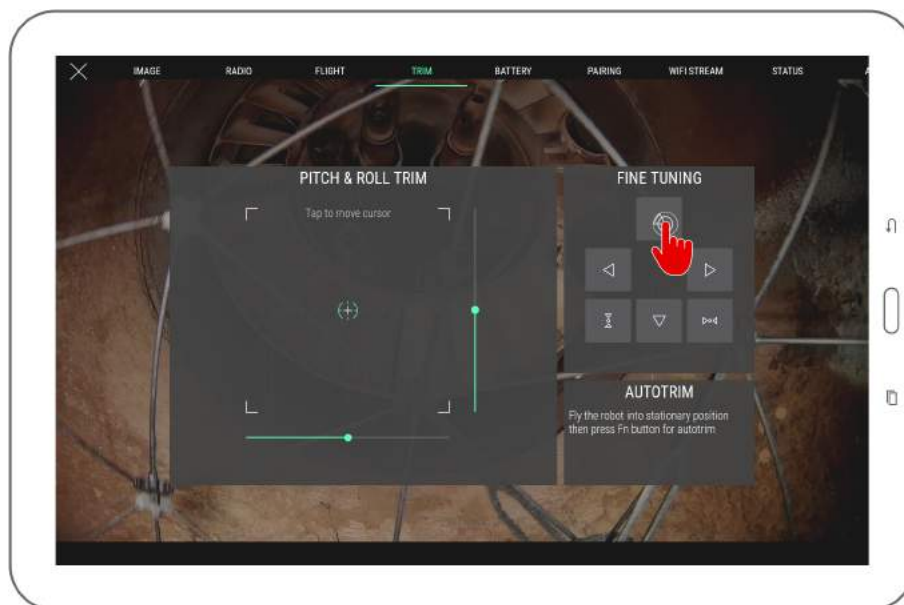 IMAGE RADIO FLIGHT TRIM BATTERY PAIRING WIFI STREAM STATUS
PITCH & ROLL TRIM
Tap to move cursor
FINE TUNING
AUTOTRIM
Fly the robot into stationary position
then press Fn button for autotrim